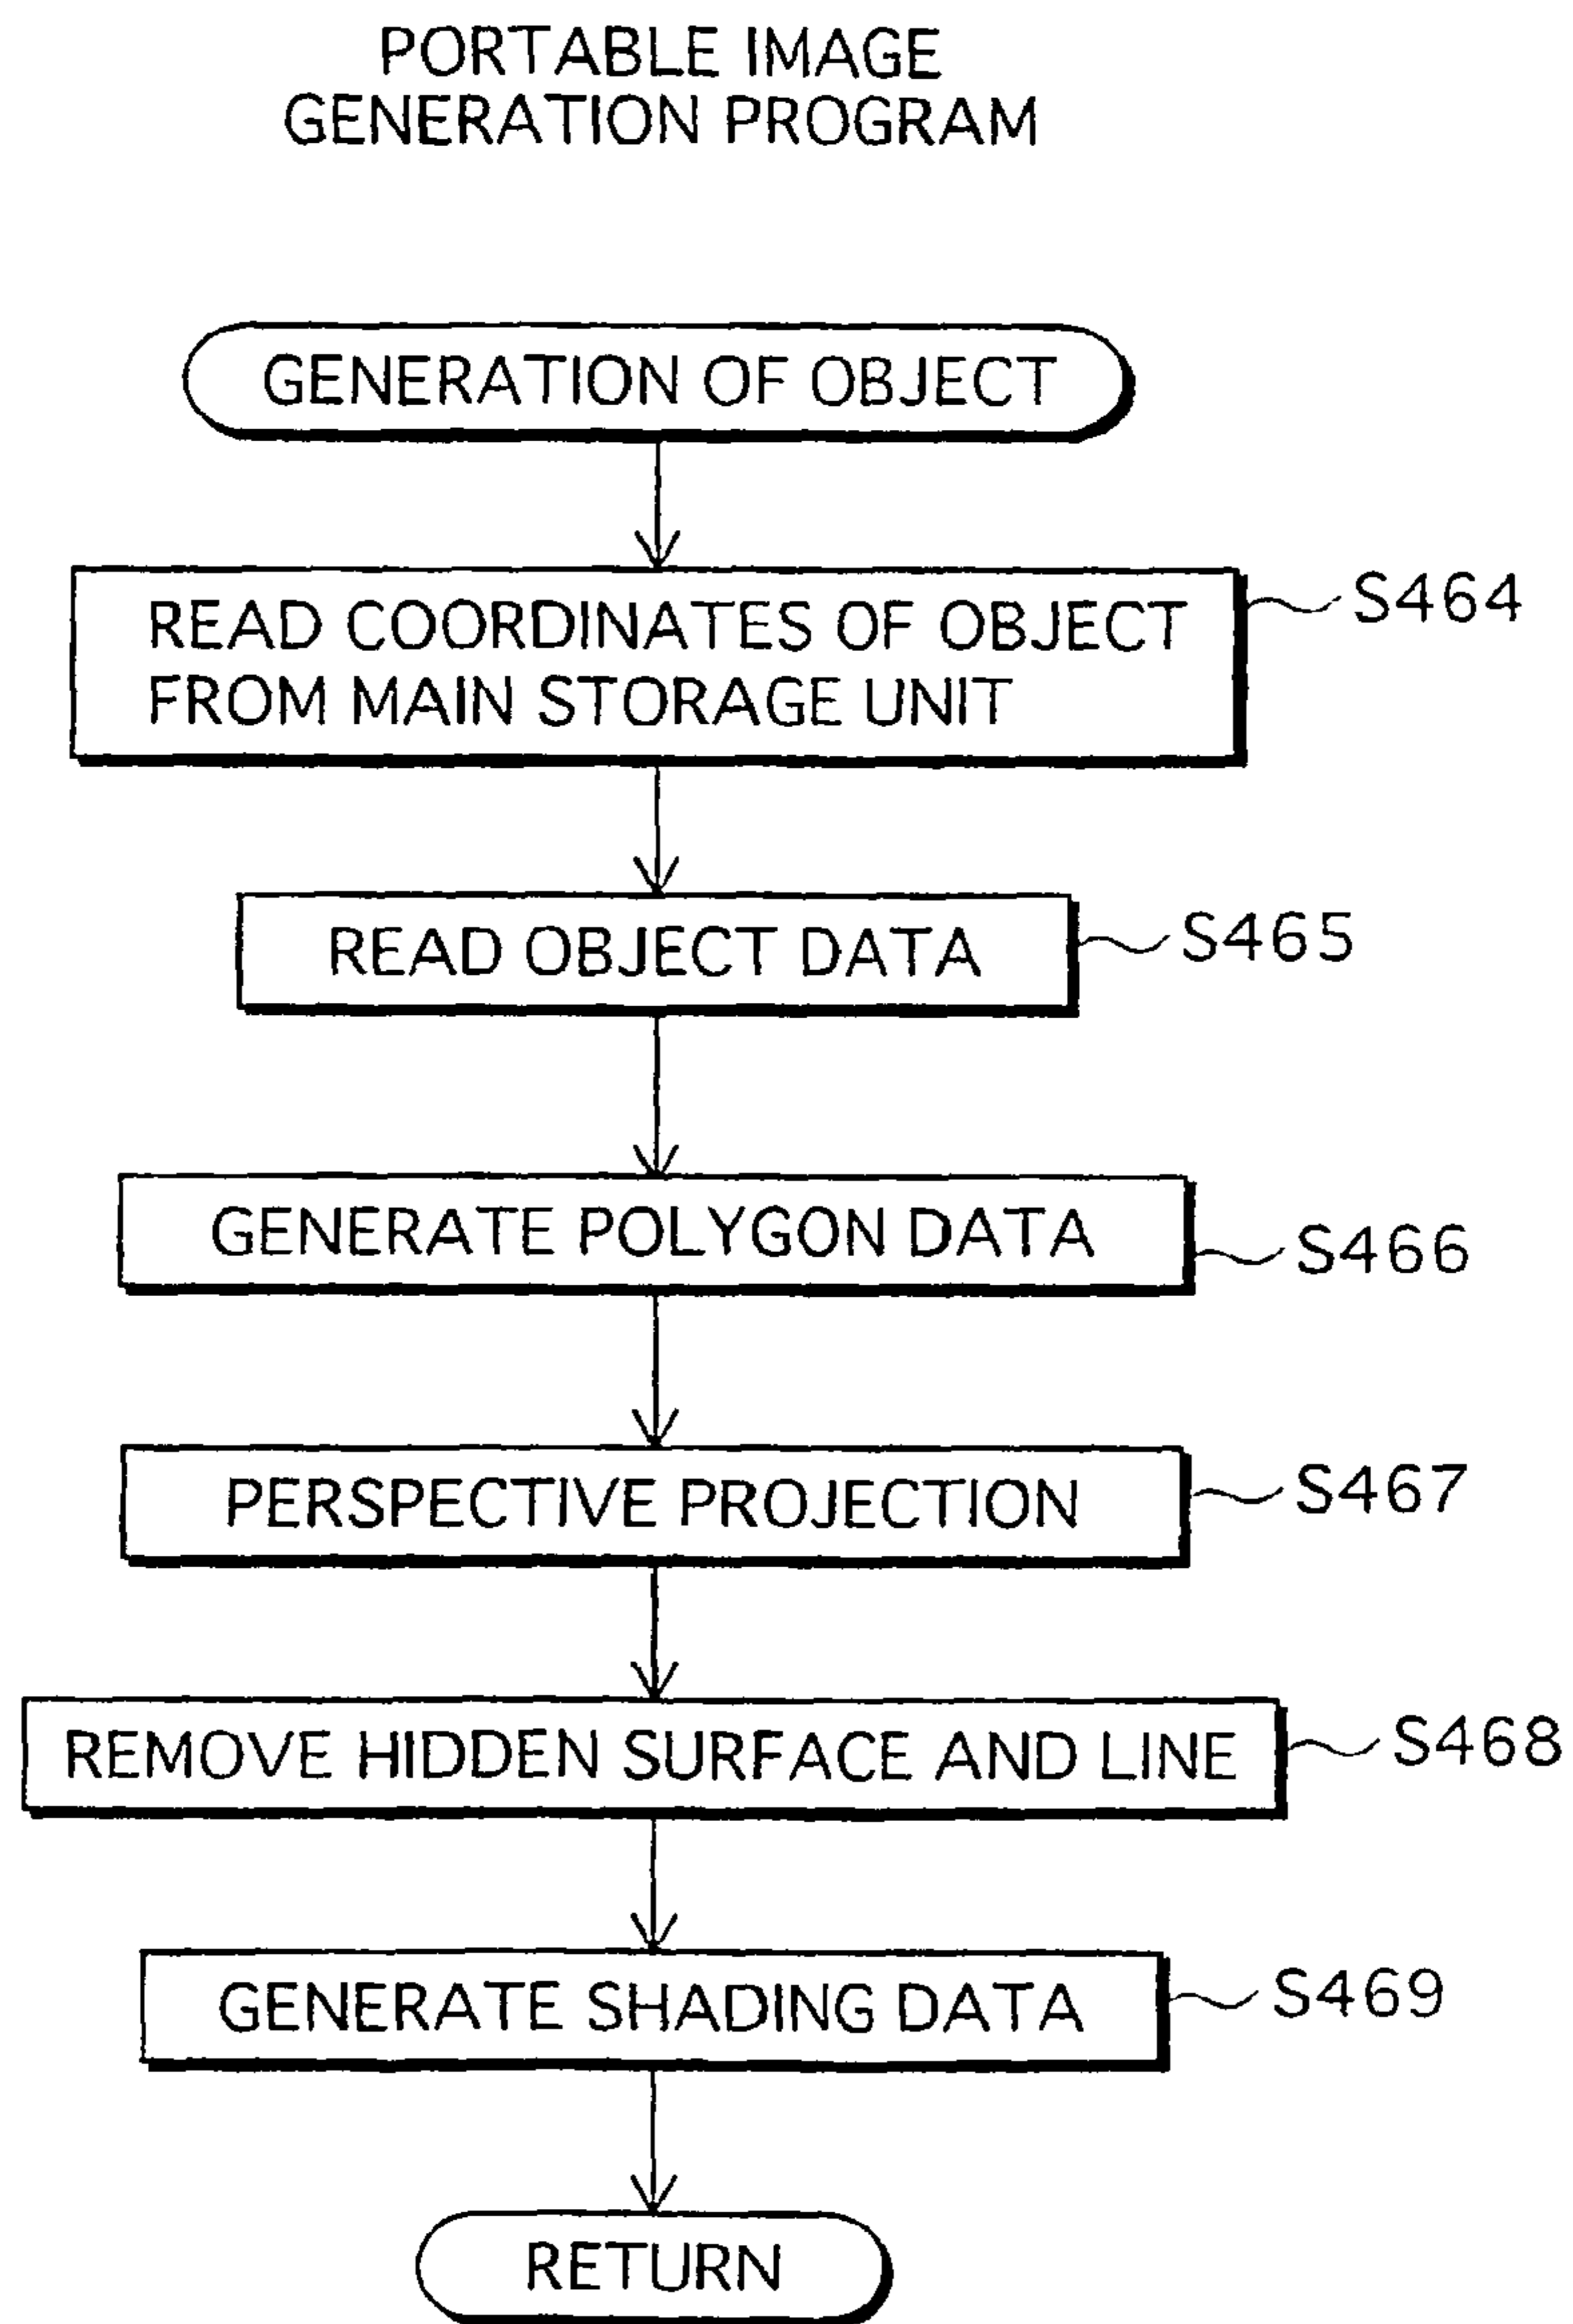 PORTABLE IMAGE
GENERATION PROGRAM
GENERATION OF OBJECT
READ COORDINATES OF OBJECT
FROM MAIN STORAGE UNIT
S464
READ OBJECT DATA
S465
GENERATE POLYGON DATA
S466
PERSPECTIVE PROJECTION
S467
REMOVE HIDDEN SURFACE AND LINE
S468
GENERATE SHADING DATA
S469
RETURN